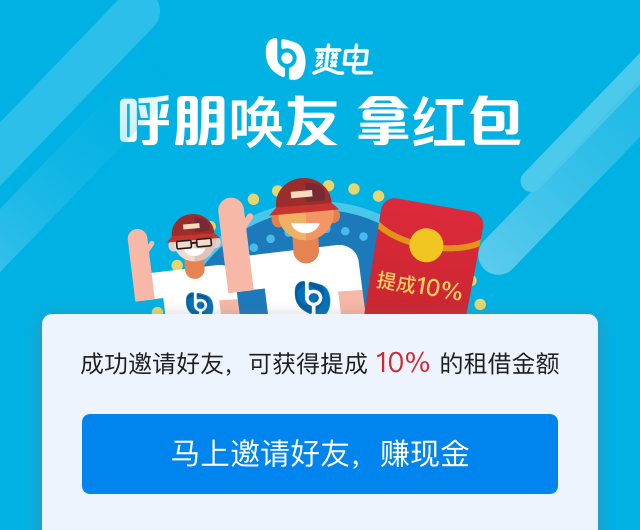 爽电
呼朋唤友 拿红包
提成10%
成功邀请好友，可获得提成 10% 的租借金额
马上邀请好友，赚现金